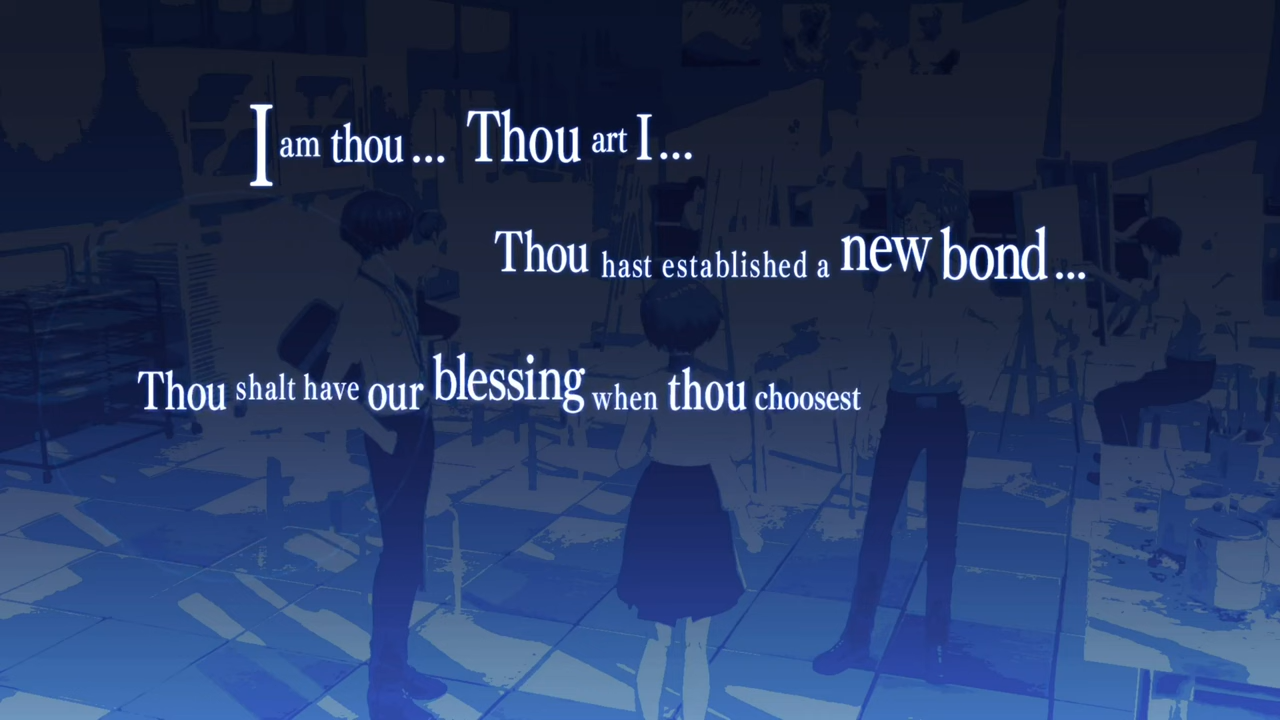 I am thou... Thou art I...
Thou hast established a new bond...
Thou shalt have our blessing when thou choosest